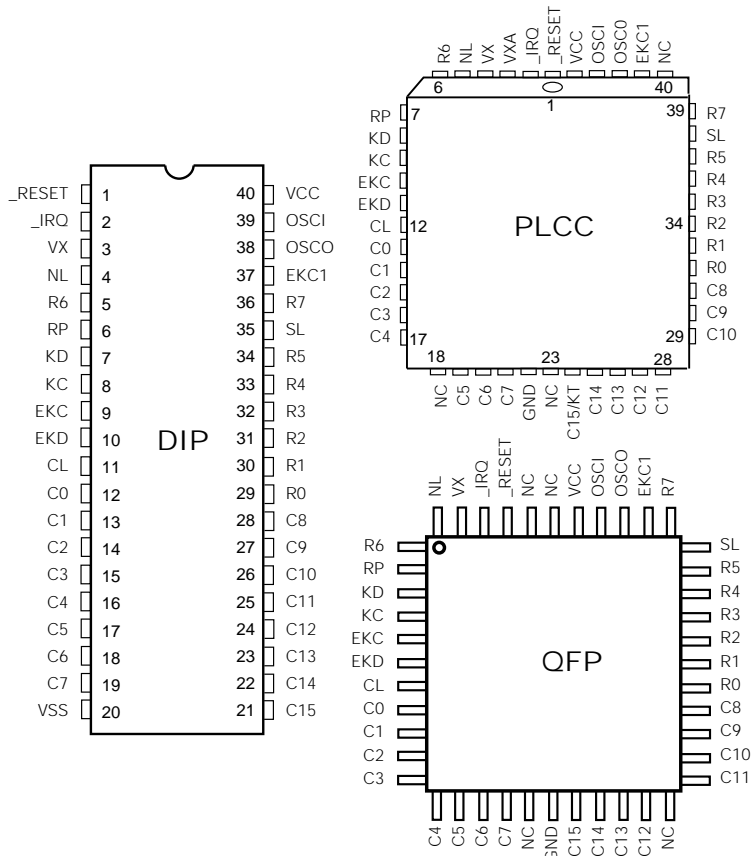 _RESET 1 40 VCC
_IRQ 2 39 OSCI
VX 3 38 OSCO
NL 4 37 EKC1
R6 5 36 R7
RP 6 35 SL
KD 7 34 R5
KC 8 33 R4
EKC 9 32 R3
EKD 10 31 R2
CL 11 30 R1
C0 12 29 R0
C1 13 28 C8
C2 14 27 C9
C3 15 26 C10
C4 16 25 C11
C5 17 24 C12
C6 18 23 C13
C7 19 22 C14
VSS 20 21 C15
DIP
R6 NL VX VXA _IRQ _RESET VCC OSCI OSC0 EKC1 NC
6 1 40
RP 7 39 R7
KD SL
KC R5
EKC R4
EKD R3
CL 12 34 R2
C0 R1
C1 R0
C2 C8
C3 C9
C4 17 29 C10
PLCC
18 23 28
NC C5 C6 C7 GND NC C15/KT C14 C13 C12 C11
NL VX _IRQ _RESET NC NC VCC OSCI OSCO EKC1 R7
R6 SL
RP R5
KD R4
KC R3
EKC R2
EKD R1
CL R0
C0 C8
C1 C9
C2 C10
C3 C11
QFP
C4 C5 C6 C7 NC GND C15 C14 C13 C12 NC